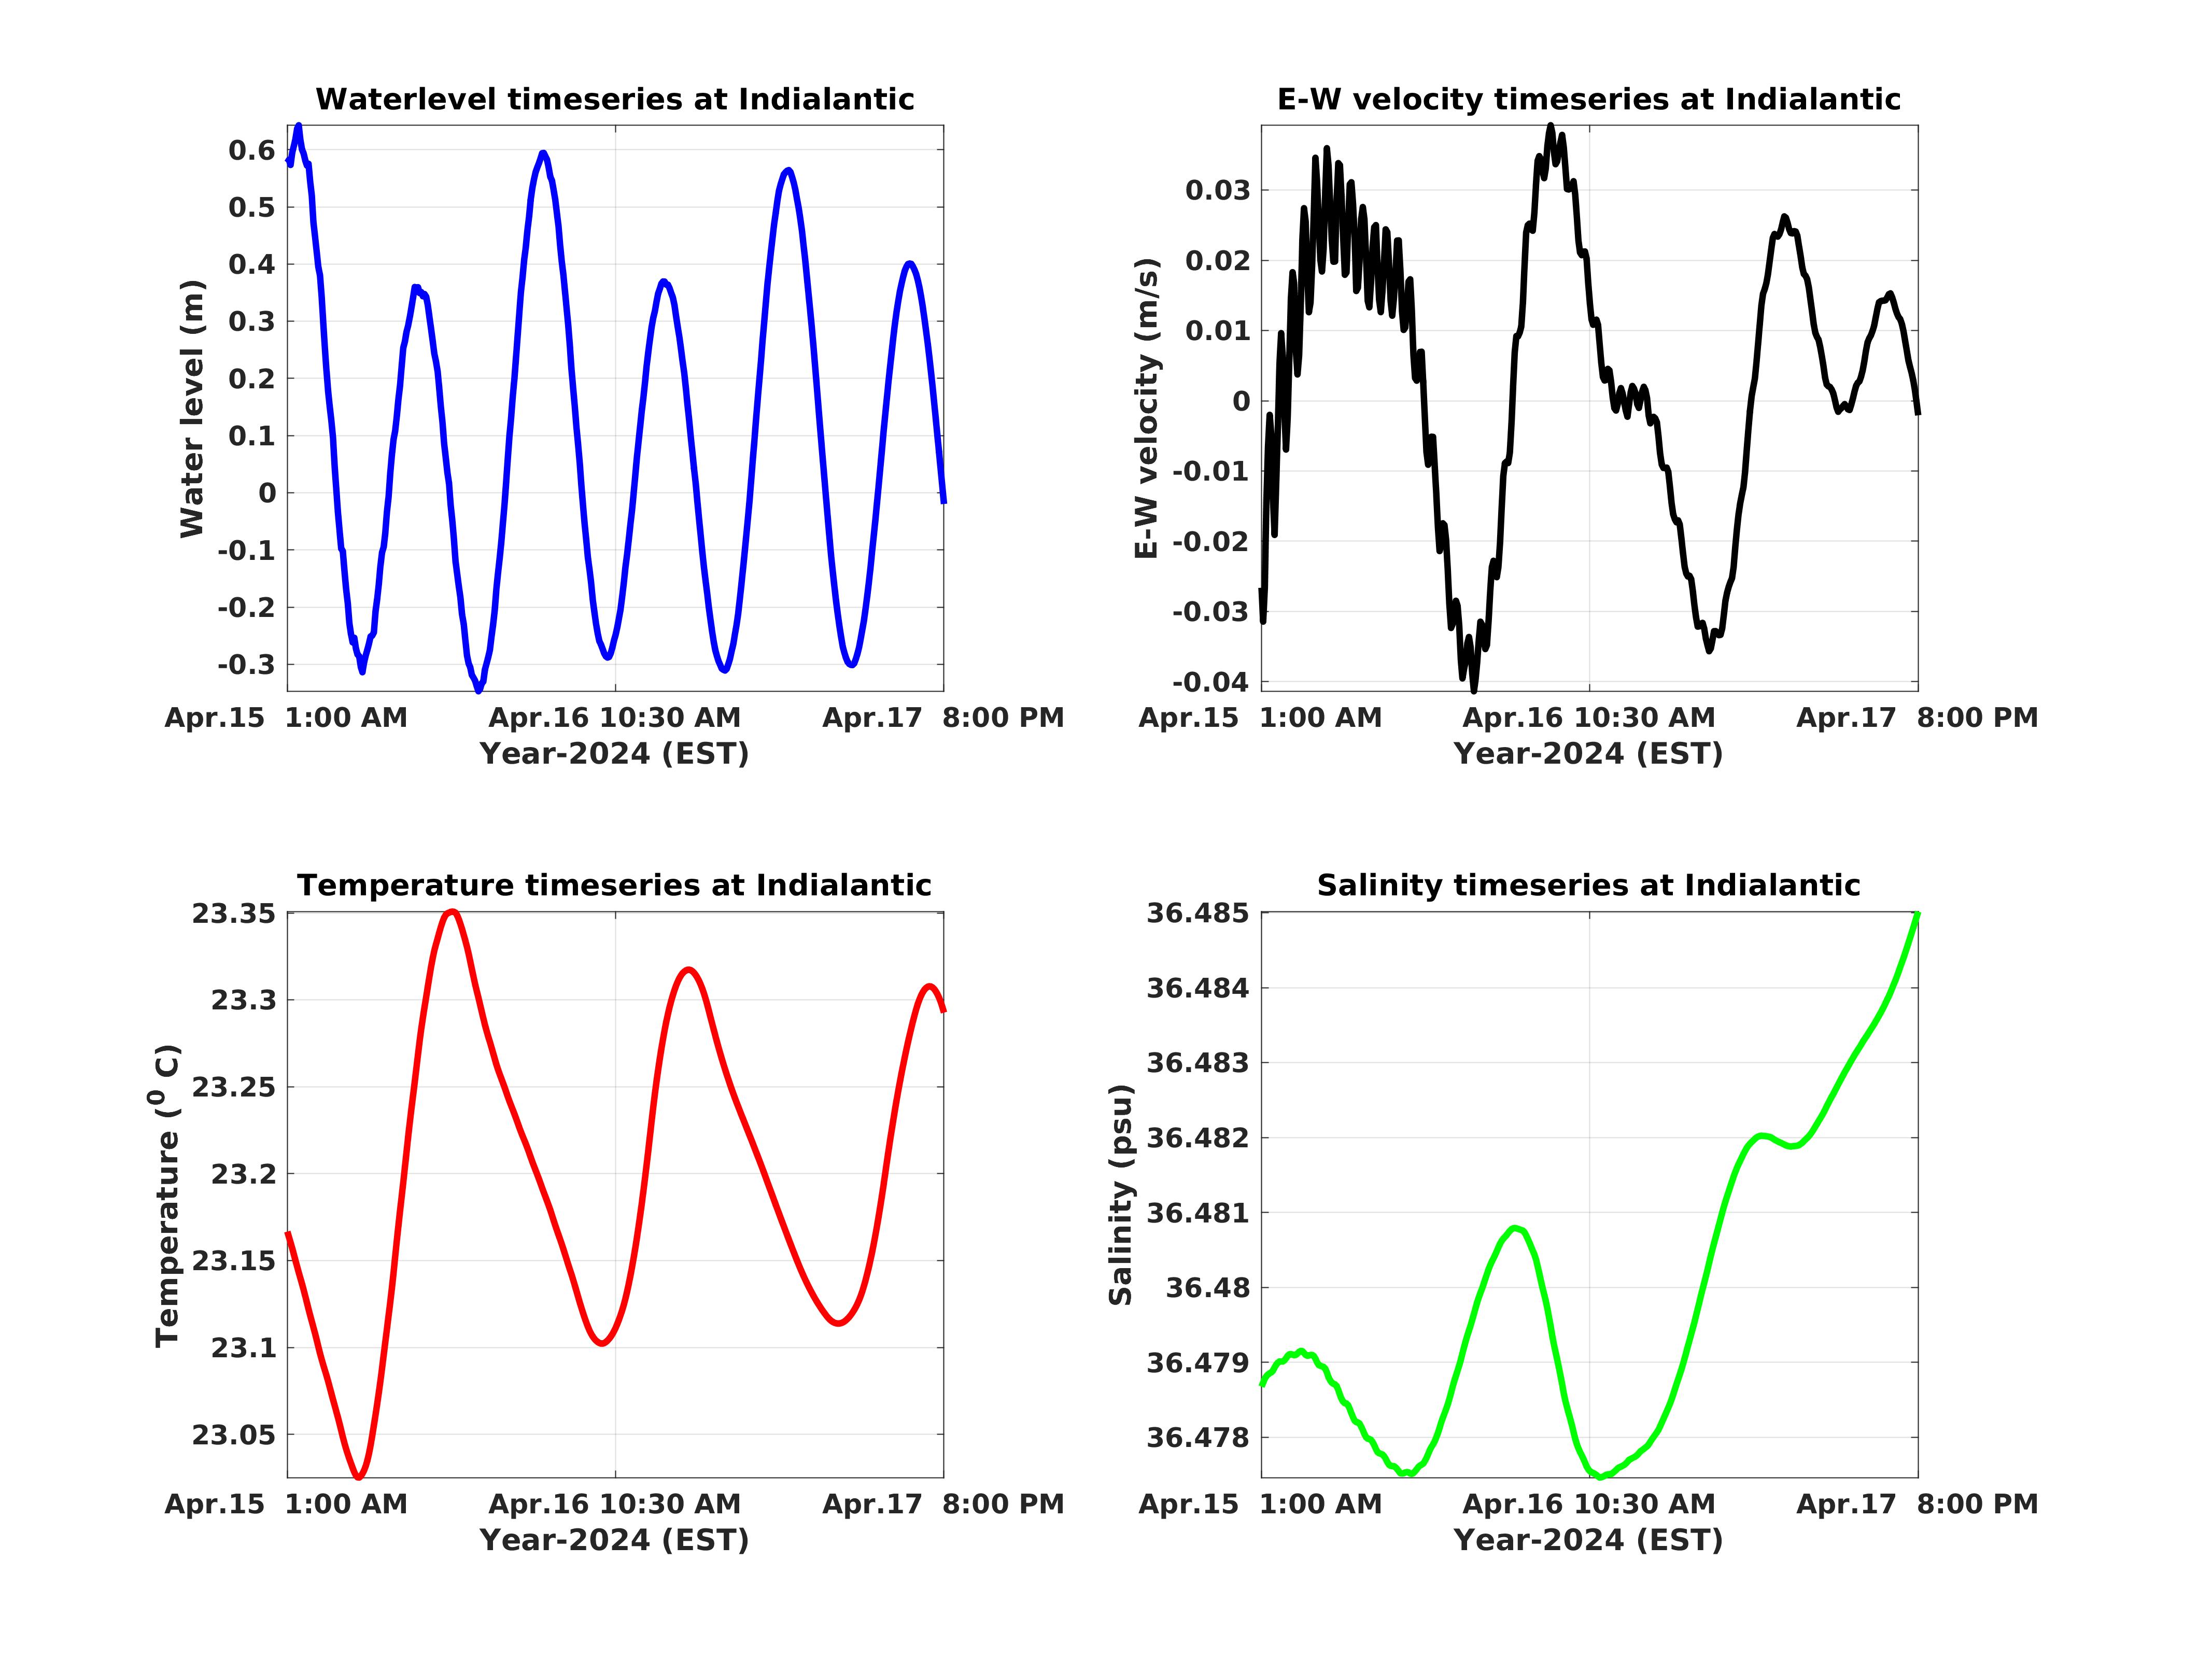 Waterlevel timeseries at Indialantic
0.6
0.5
0.4
0.3
0.2
0.1
0
-0.1
-0.2
-0.3
Water level (m)
Apr.15 1:00 AM Apr.16 10:30 AM Apr.17 8:00 PM
Year-2024 (EST)
E-W velocity timeseries at Indialantic
0.03
0.02
0.01
0
-0.01
-0.02
-0.03
-0.04
E-W velocity (m/s)
Apr.15 1:00 AM Apr.16 10:30 AM Apr.17 8:00 PM
Year-2024 (EST)
Temperature timeseries at Indialantic
23.35
23.3
23.25
23.2
23.15
23.1
23.05
Temperature (⁰ C)
Apr.15 1:00 AM Apr.16 10:30 AM Apr.17 8:00 PM
Year-2024 (EST)
Salinity timeseries at Indialantic
36.485
36.484
36.483
36.482
36.481
36.48
36.479
36.478
Salinity (psu)
Apr.15 1:00 AM Apr.16 10:30 AM Apr.17 8:00 PM
Year-2024 (EST)